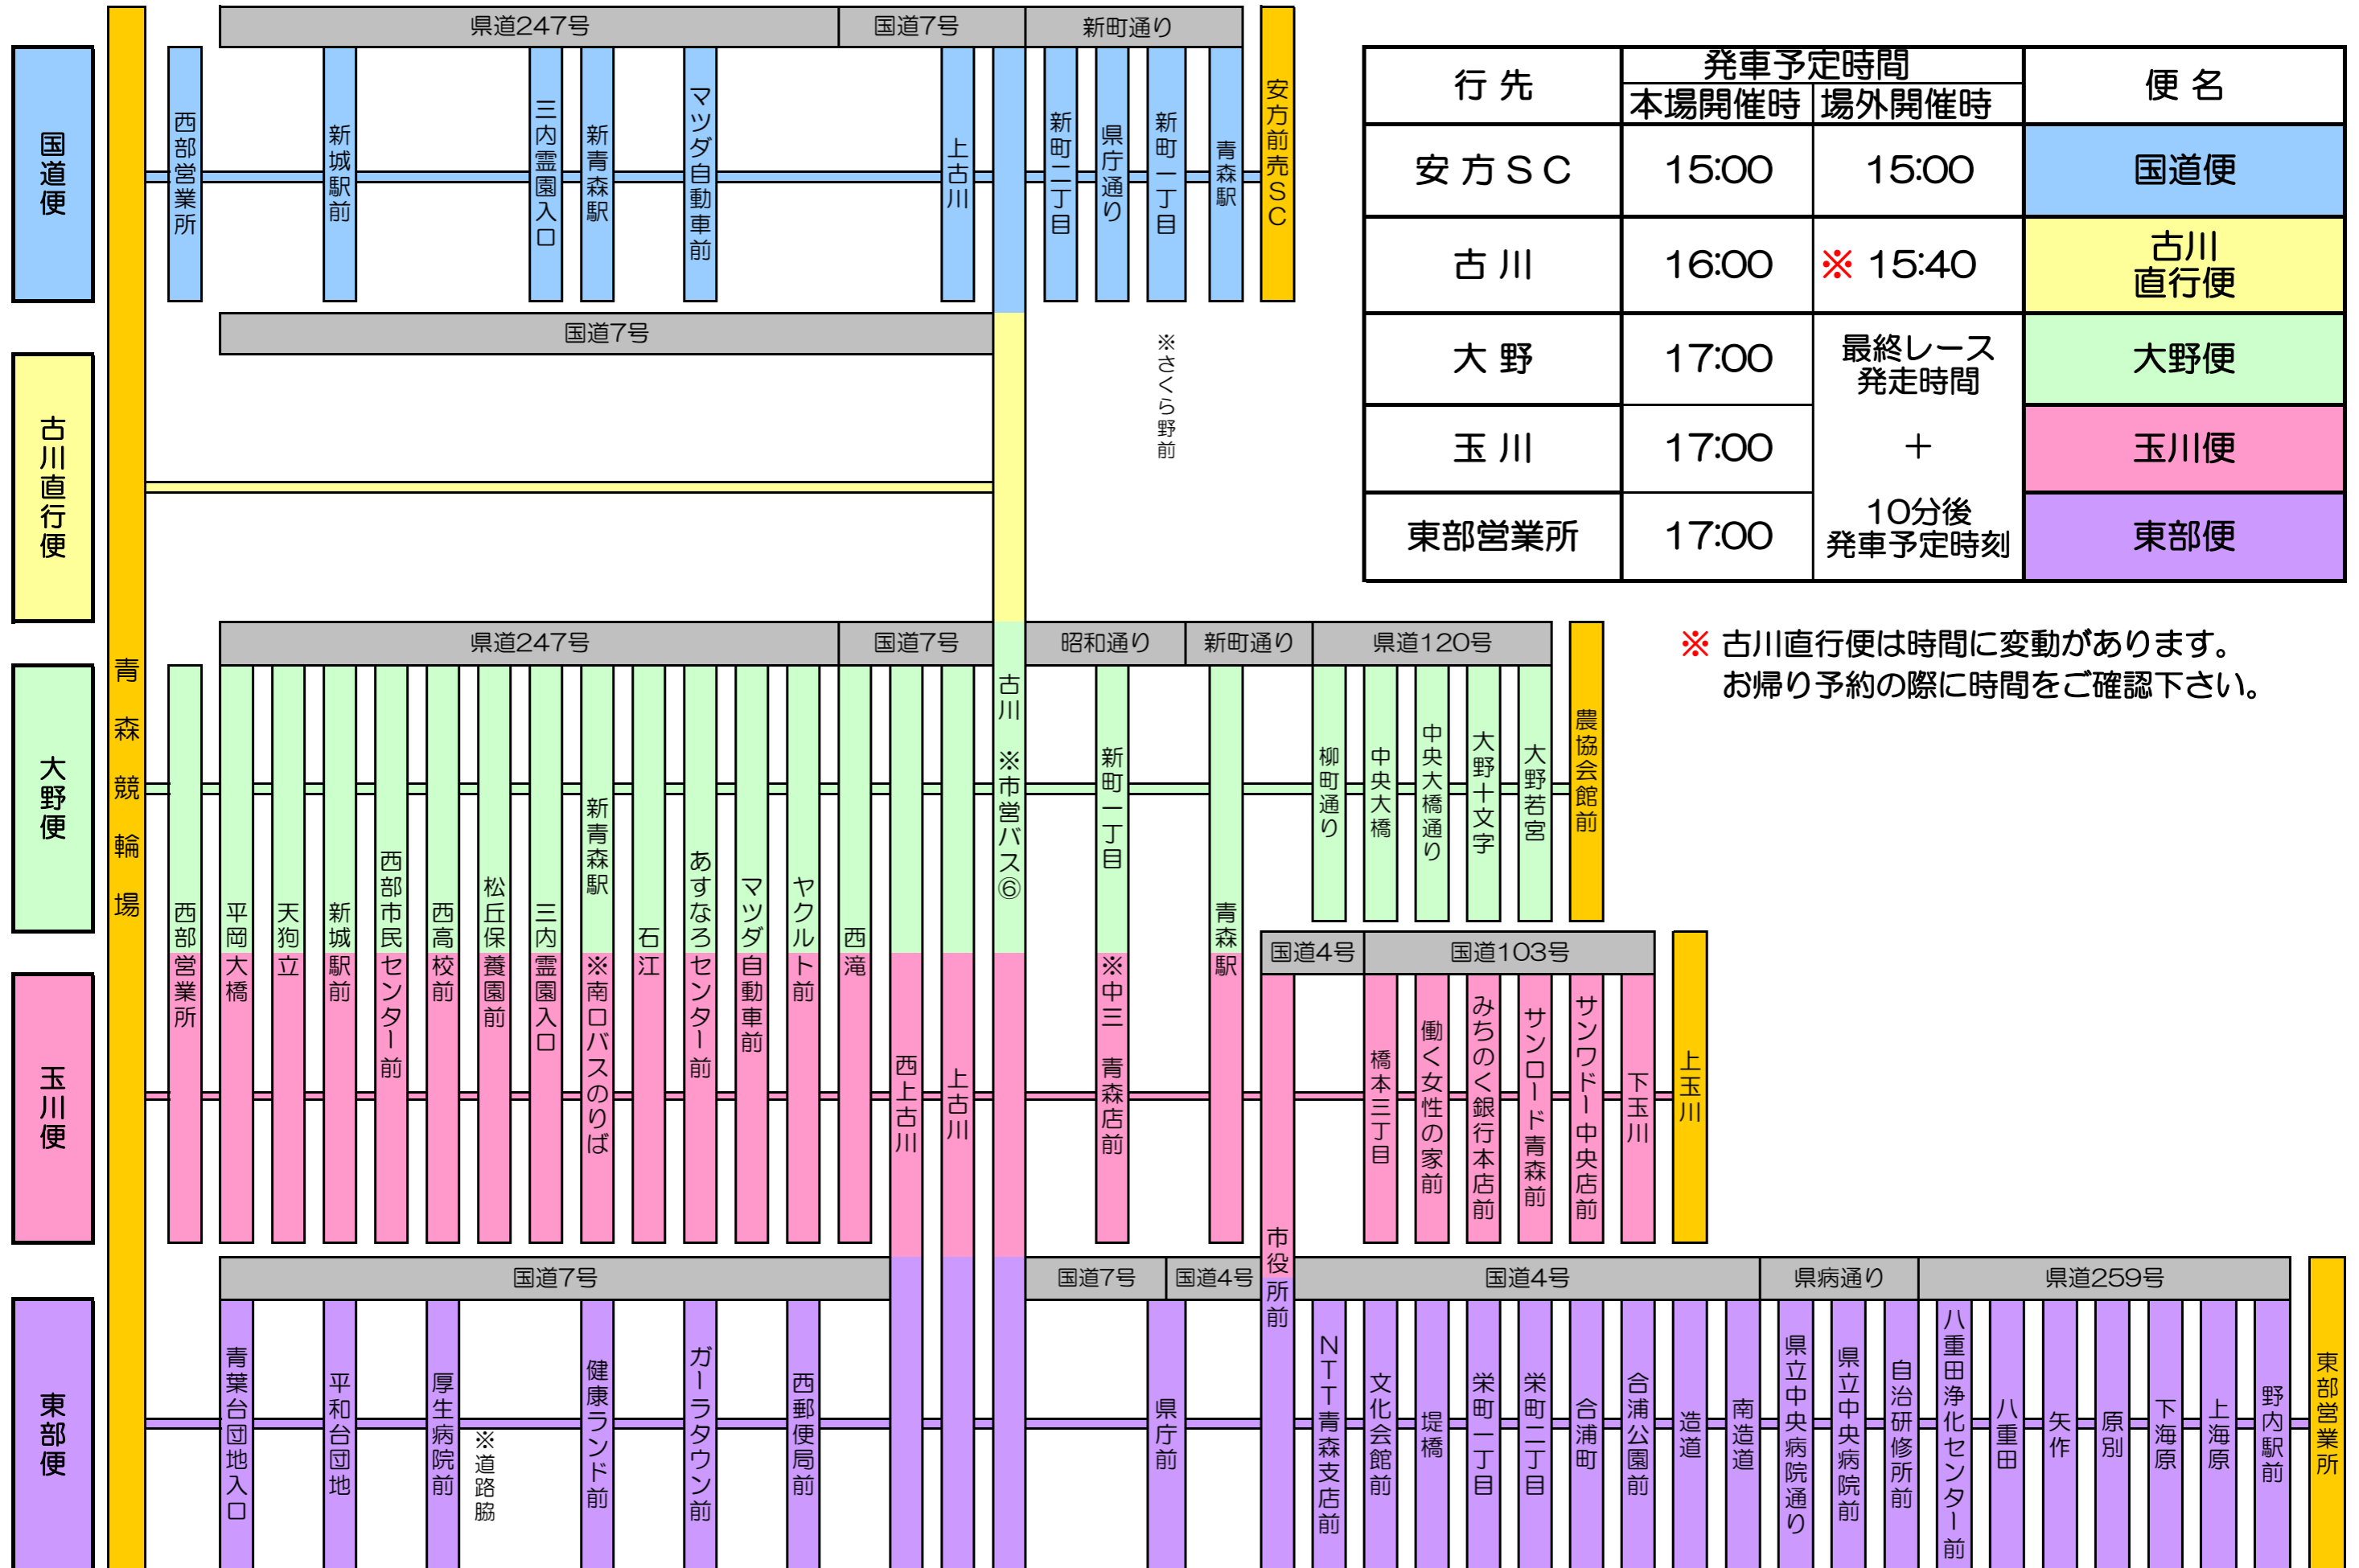 県道247号
国道7号
新町通り
国道便
西部営業所
新城駅前
三内霊園入口
新青森駅
マツダ自動車前
上古川
新町二丁目
県庁通り
新町一丁目
※さくら野前
青森駅
安方前売SC
行先
発車予定時間
本場開催時
場外開催時
便名
安方SC
15:00
15:00
国道便
古川
16:00
※ 15:40
古川
直行便
大野
17:00
最終レース
発走時間
+
10分後
発車予定時刻
大野便
玉川
17:00
玉川便
東部営業所
17:00
東部便
※ 古川直行便は時間に変動があります。
お帰り予約の際に時間をご確認下さい。
国道7号
古川直行便
青森競輪場
県道247号
国道7号
昭和通り
新町通り
県道120号
大野便
西部営業所
平岡大橋
天狗立
新城駅前
西部市民センター前
西高校前
松丘保養園前
三内霊園入口
新青森駅 ※南口バスのりば
石江
あすなろセンター前
マツダ自動車前
ヤクルト前
西滝
西上古川
上古川
古川 ※市営バス⑥
新町一丁目 ※中三 青森店前
青森駅
柳町通り
中央大橋
中央大橋通り
大野十文字
大野若宮
農協会館前
国道4号
国道103号
玉川便
市役所前
橋本三丁目
働く女性の家前
みちのく銀行本店前
サンロード青森前
サンワドー中央店前
下玉川
上玉川
国道7号
国道7号
国道4号
国道4号
県病通り
県道259号
東部便
青葉台団地入口
平和台団地
厚生病院前
※道路脇
健康ランド前
ガーラタウン前
西郵便局前
県庁前
NTT青森支店前
文化会館前
堤橋
栄町一丁目
栄町二丁目
合浦町
合浦公園前
造道
南造道
県立中央病院通り
県立中央病院前
自治研修所前
八重田浄化センター前
八重田
矢作
原別
下海原
上海原
野内駅前
東部営業所